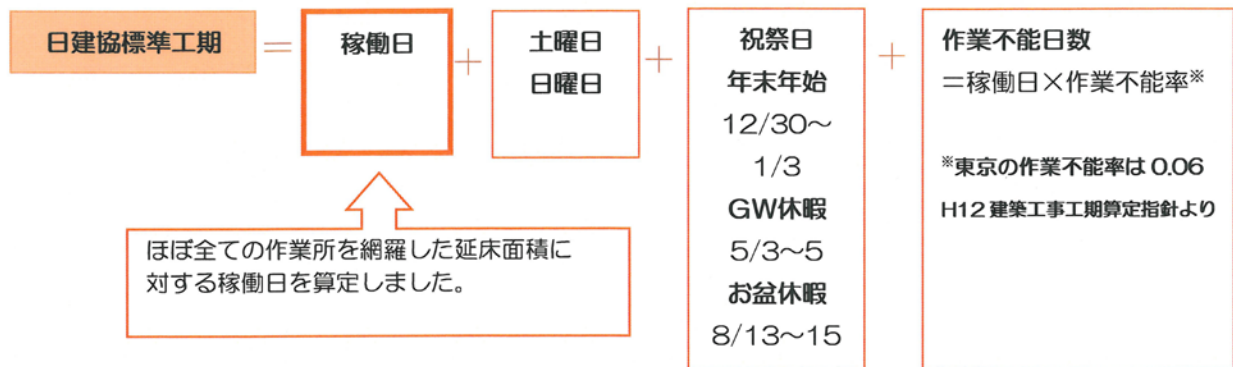 日建協標準工期
=
稼働日
+
土曜日
日曜日
+
祝祭日
年末年始
12/30～
1/3
GW休暇
5/3～5
お盆休暇
8/13～15
+
作業不能日数
＝稼働日×作業不能率※
※東京の作業不能率は 0.06
H12 建築工事工期算定指針より
ほぼ全ての作業所を網羅した延床面積に
対する稼働日を算定しました。